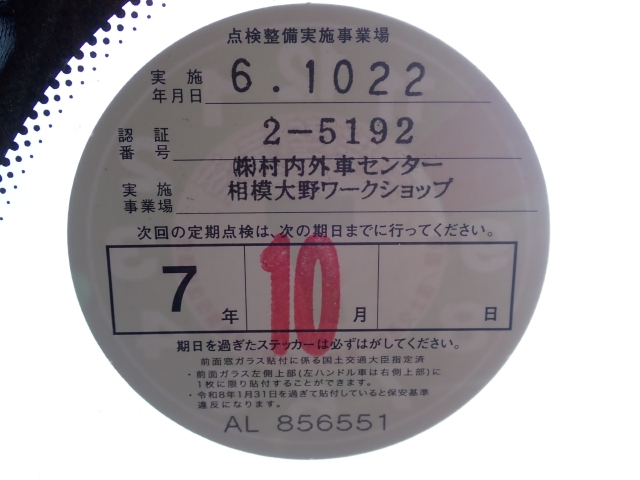 点検整備実施事業場
実施
年月日
6.1022
認証
番号
2-5192
㈱村内外車センター
実施
事業場
相模大野ワークショップ
次回の定期点検は、次の期日までに行ってください。
7年10月 日
期日を過ぎたステッカーは必ずはがしてください。
前面窓ガラス貼付に係る国土交通大臣指定済
・前面ガラス左側上部(左ハンドル車は右側上部)に
1枚に限り貼付することができます。
・令和8年1月31日を過ぎて貼付していると保安基準
違反になります。
AL 856551